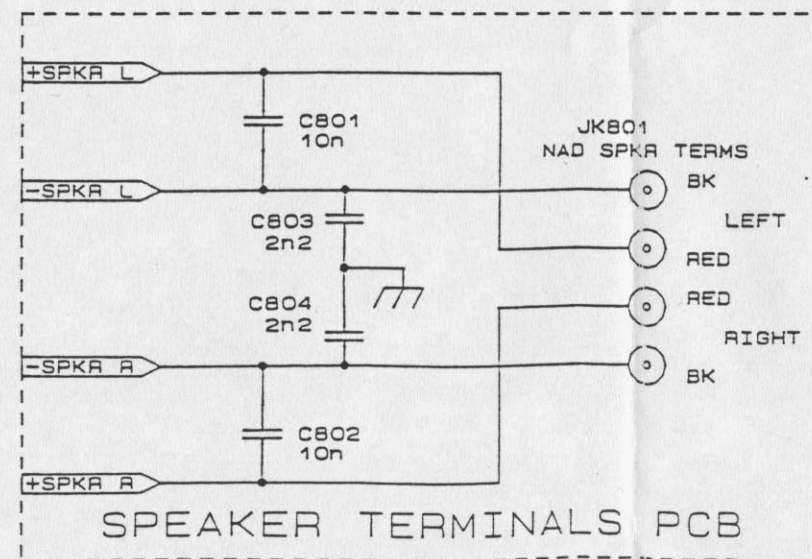 +SPKR L
C801
10n
JK801
NAD SPKR TERMS
-SPKR L
BK
C803
2n2
LEFT
RED
C804
2n2
RED
RIGHT
-SPKR R
BK
C802
10n
+SPKR R
SPEAKER TERMINALS PCB